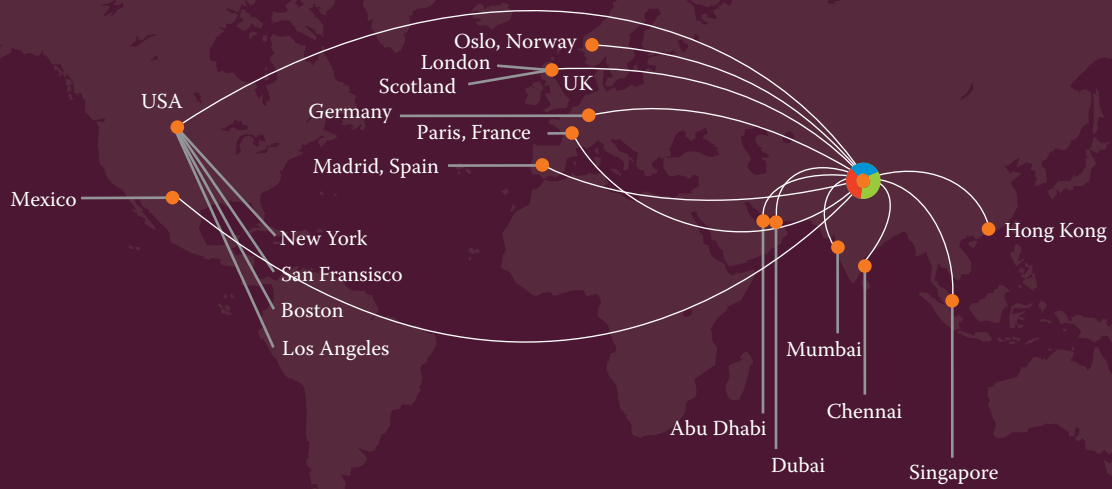 Oslo, Norway
London
Scotland
UK
USA
Germany
Paris, France
Madrid, Spain
Mexico
New York
San Fransisco
Boston
Los Angeles
Hong Kong
Mumbai
Chennai
Abu Dhabi
Dubai
Singapore